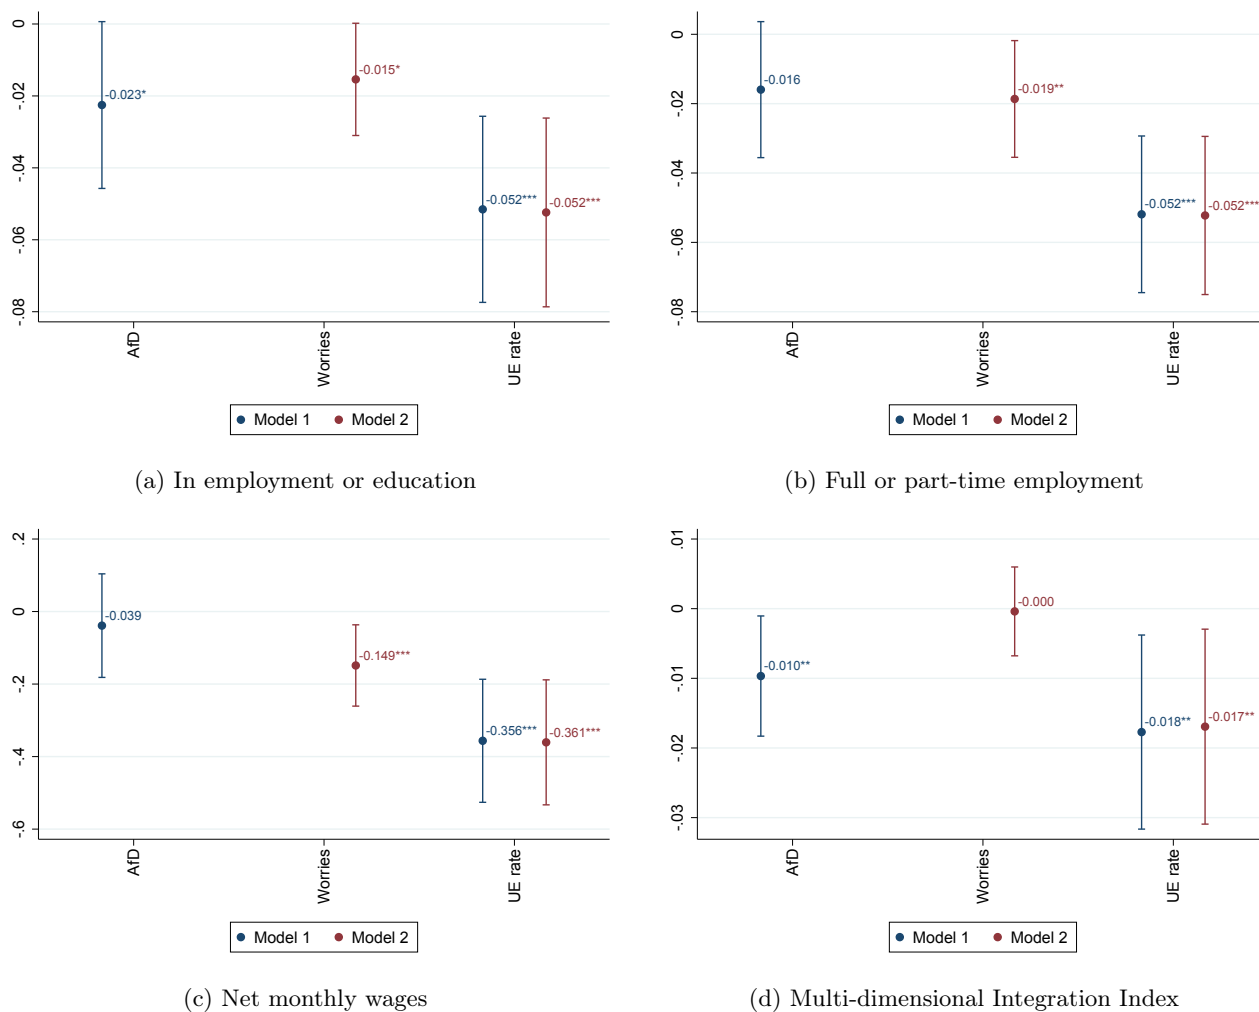 0
-.02
-.04
-.06
-.08
-0.023*
-0.015*
-0.052***
-0.052***
AfD
Worries
UE rate
Model 1 Model 2
(a) In employment or education
0
-.02
-.04
-.06
-.08
-0.016
-0.019**
-0.052***
-0.052***
AfD
Worries
UE rate
Model 1 Model 2
(b) Full or part-time employment
.2
0
-.2
-.4
-.6
-0.039
-0.149***
-0.356***
-0.361***
AfD
Worries
UE rate
Model 1 Model 2
(c) Net monthly wages
.01
0
-.01
-.02
-.03
-0.010**
-0.000
-0.018**
-0.017**
AfD
Worries
UE rate
Model 1 Model 2
(d) Multi-dimensional Integration Index